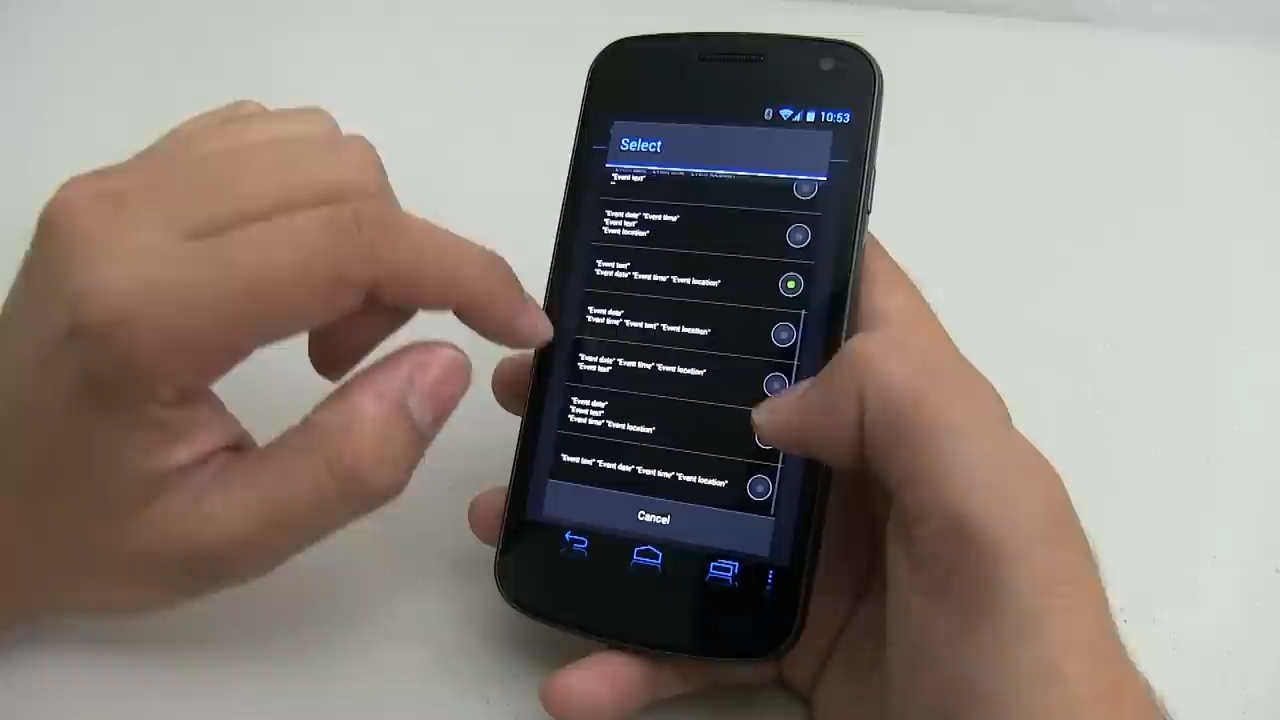 10:53
Select
"Event text"
"Event date" "Event time"
"Event text"
"Event location"
"Event text"
"Event date" "Event time" "Event location"
"Event date"
"Event time" "Event text" "Event location"
"Event date" "Event time" "Event location"
"Event text"
"Event date"
"Event text"
"Event time" "Event location"
"Event text" "Event date" "Event time" "Event location"
Cancel